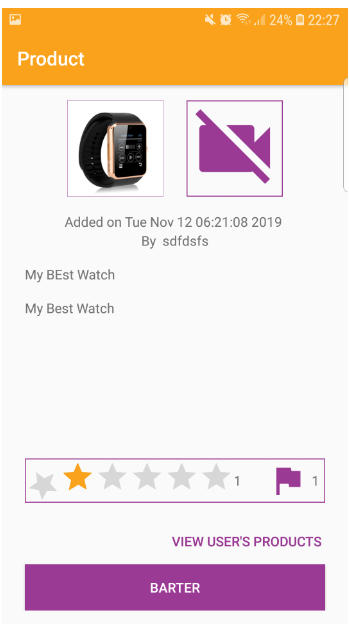 24% 22:27
Product
Added on Tue Nov 12 06:21:08 2019
By sdfdsfs
My BEst Watch
My Best Watch
1 1
VIEW USER'S PRODUCTS
BARTER